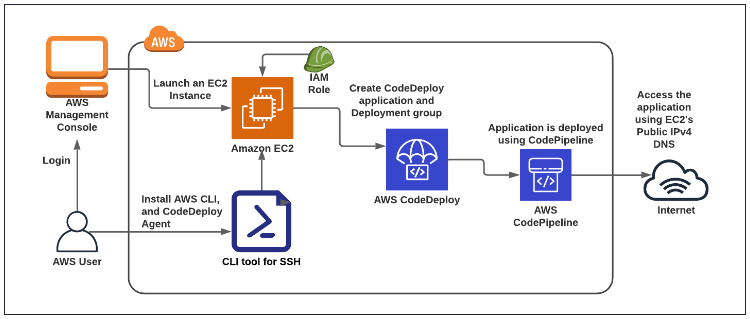 AWS
AWS
Management
Console
Login
AWS User
Launch an EC2
Instance
IAM
Role
Amazon EC2
Install AWS CLI,
and CodeDeploy
Agent
CLI tool for SSH
Create CodeDeploy
application and
Deployment group
AWS CodeDeploy
Application is deployed
using CodePipeline
AWS
CodePipeline
Access the
application
using EC2's
Public IPv4
DNS
Internet